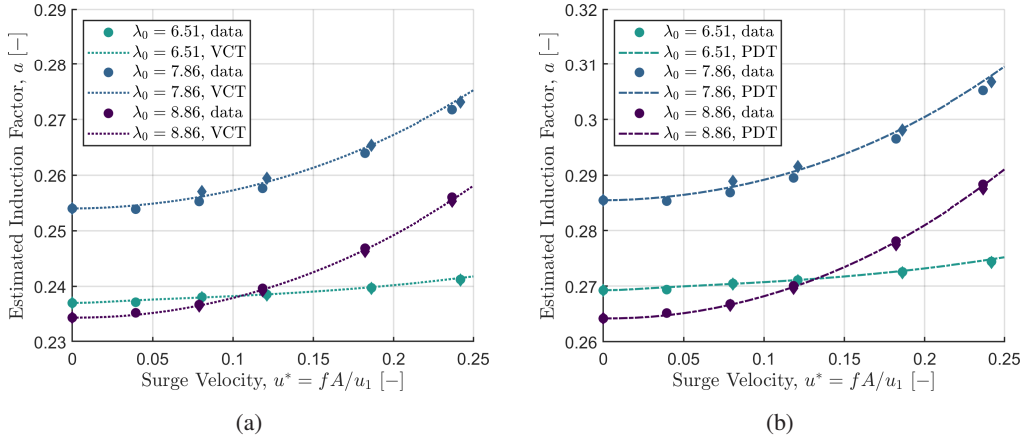 0.29
0.28
0.27
0.26
0.25
0.24
0.23
Estimated Induction Factor, a [−]
λ₀ = 6.51, data
λ₀ = 6.51, VCT
λ₀ = 7.86, data
λ₀ = 7.86, VCT
λ₀ = 8.86, data
λ₀ = 8.86, VCT
0 0.05 0.1 0.15 0.2 0.25
Surge Velocity, u* = fA/u₁ [−]
(a)
0.32
0.31
0.3
0.29
0.28
0.27
0.26
Estimated Induction Factor, a [−]
λ₀ = 6.51, data
λ₀ = 6.51, PDT
λ₀ = 7.86, data
λ₀ = 7.86, PDT
λ₀ = 8.86, data
λ₀ = 8.86, PDT
0 0.05 0.1 0.15 0.2 0.25
Surge Velocity, u* = fA/u₁ [−]
(b)